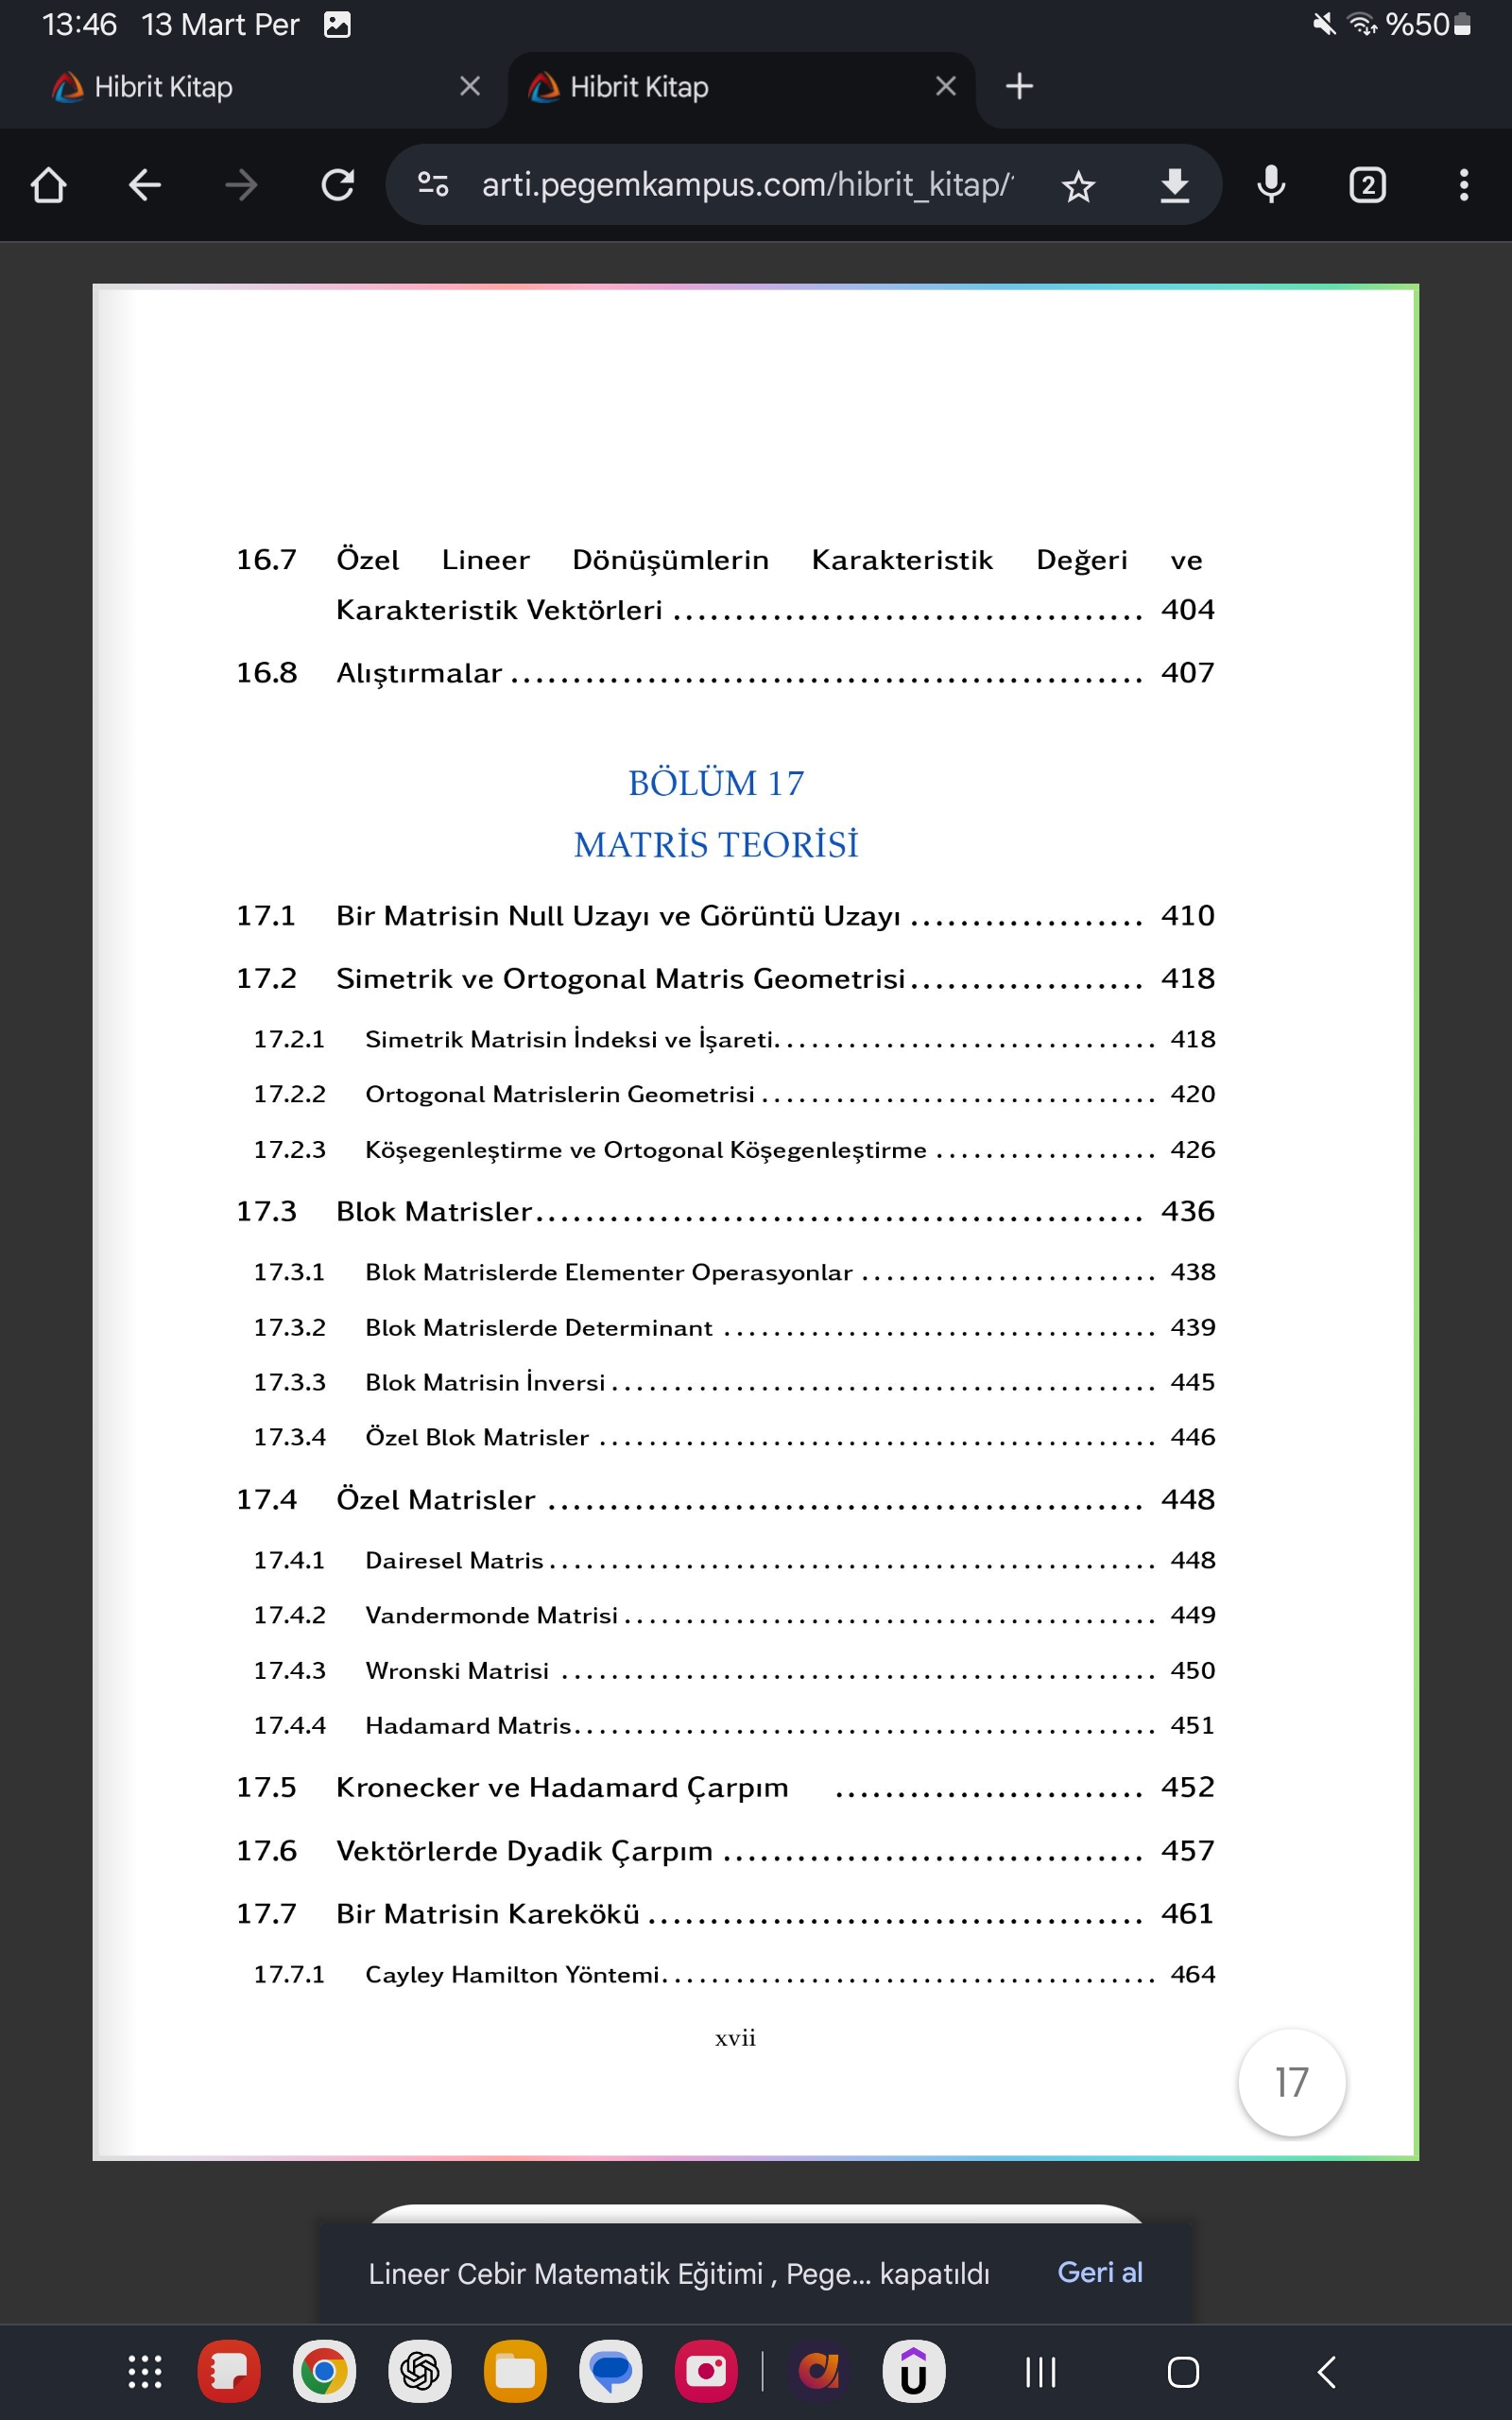 13:46 13 Mart Per %50
Hibrit Kitap Hibrit Kitap
arti.pegemkampus.com/hibrit_kitap/ 2
16.7 Özel Lineer Dönüşümlerin Karakteristik Değeri ve
Karakteristik Vektörleri ...................................... 404
16.8 Alıştırmalar ................................................... 407
BÖLÜM 17
MATRİS TEORİSİ
17.1 Bir Matrisin Null Uzayı ve Görüntü Uzayı ................... 410
17.2 Simetrik ve Ortogonal Matris Geometrisi................... 418
17.2.1 Simetrik Matrisin İndeksi ve İşareti............................... 418
17.2.2 Ortogonal Matrislerin Geometrisi ................................ 420
17.2.3 Köşegenleştirme ve Ortogonal Köşegenleştirme .................. 426
17.3 Blok Matrisler................................................. 436
17.3.1 Blok Matrislerde Elementer Operasyonlar ........................ 438
17.3.2 Blok Matrislerde Determinant ................................... 439
17.3.3 Blok Matrisin İnversi ............................................ 445
17.3.4 Özel Blok Matrisler ............................................. 446
17.4 Özel Matrisler ................................................ 448
17.4.1 Dairesel Matris ................................................. 448
17.4.2 Vandermonde Matrisi ........................................... 449
17.4.3 Wronski Matrisi ................................................ 450
17.4.4 Hadamard Matris............................................... 451
17.5 Kronecker ve Hadamard Çarpım ......................... 452
17.6 Vektörlerde Dyadik Çarpım .................................. 457
17.7 Bir Matrisin Karekökü ........................................ 461
17.7.1 Cayley Hamilton Yöntemi........................................ 464
xvii
17
Lineer Cebir Matematik Eğitimi , Pege... kapatıldı Geri al